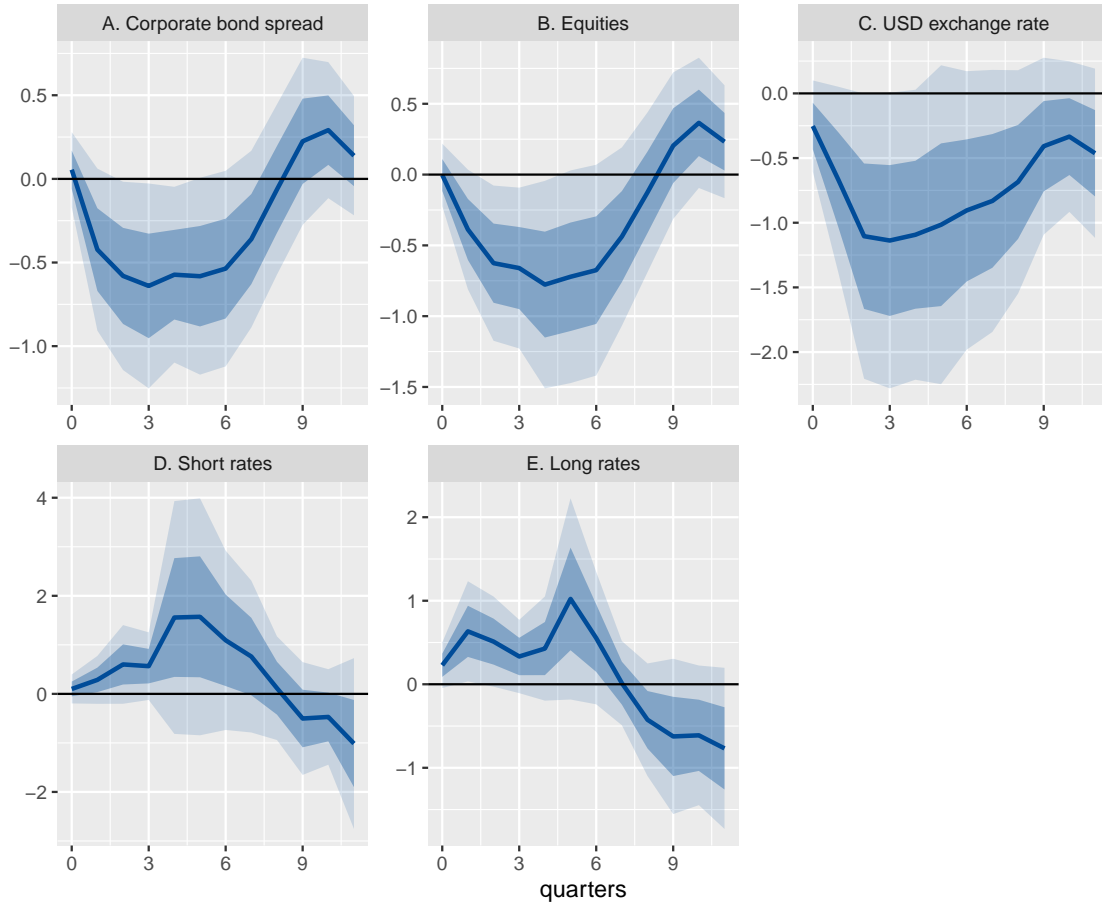 A. Corporate bond spread
B. Equities
C. USD exchange rate
0.5
0.0
−0.5
−1.0
0 3 6 9
0.5
0.0
−0.5
−1.0
−1.5
0 3 6 9
0.0
−0.5
−1.0
−1.5
−2.0
0 3 6 9
D. Short rates
E. Long rates
4
2
0
−2
0 3 6 9
2
1
0
−1
0 3 6 9
quarters